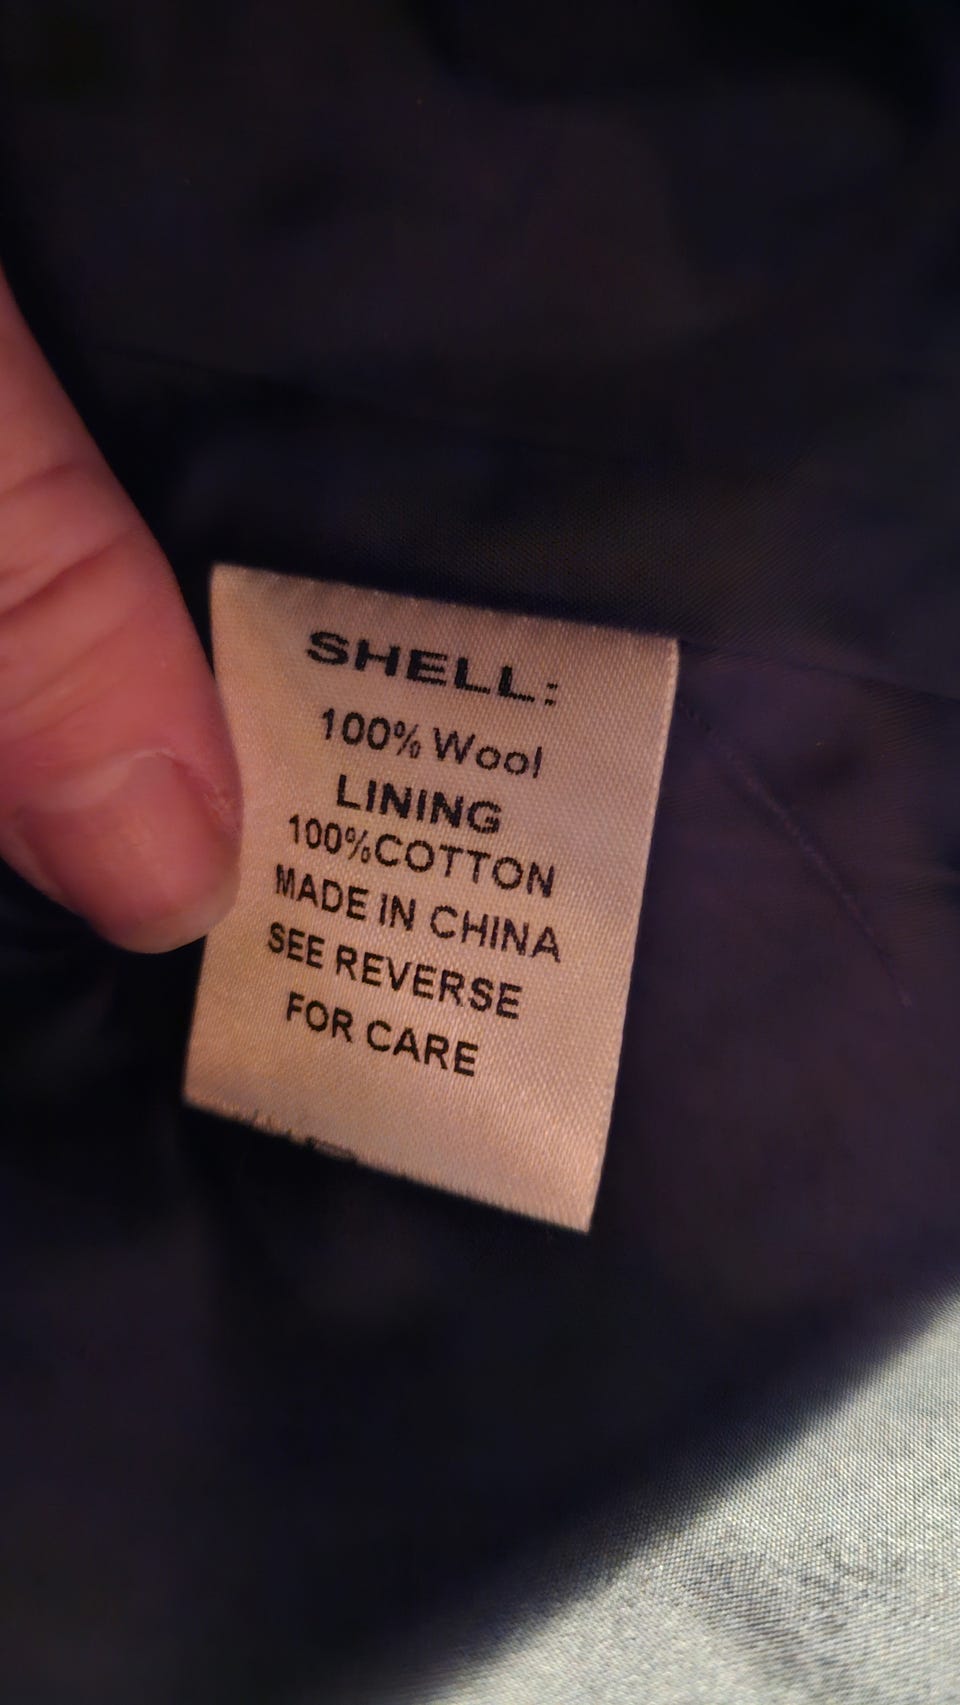 SHELL:
100% Wool
LINING
100%COTTON
MADE IN CHINA
SEE REVERSE
FOR CARE